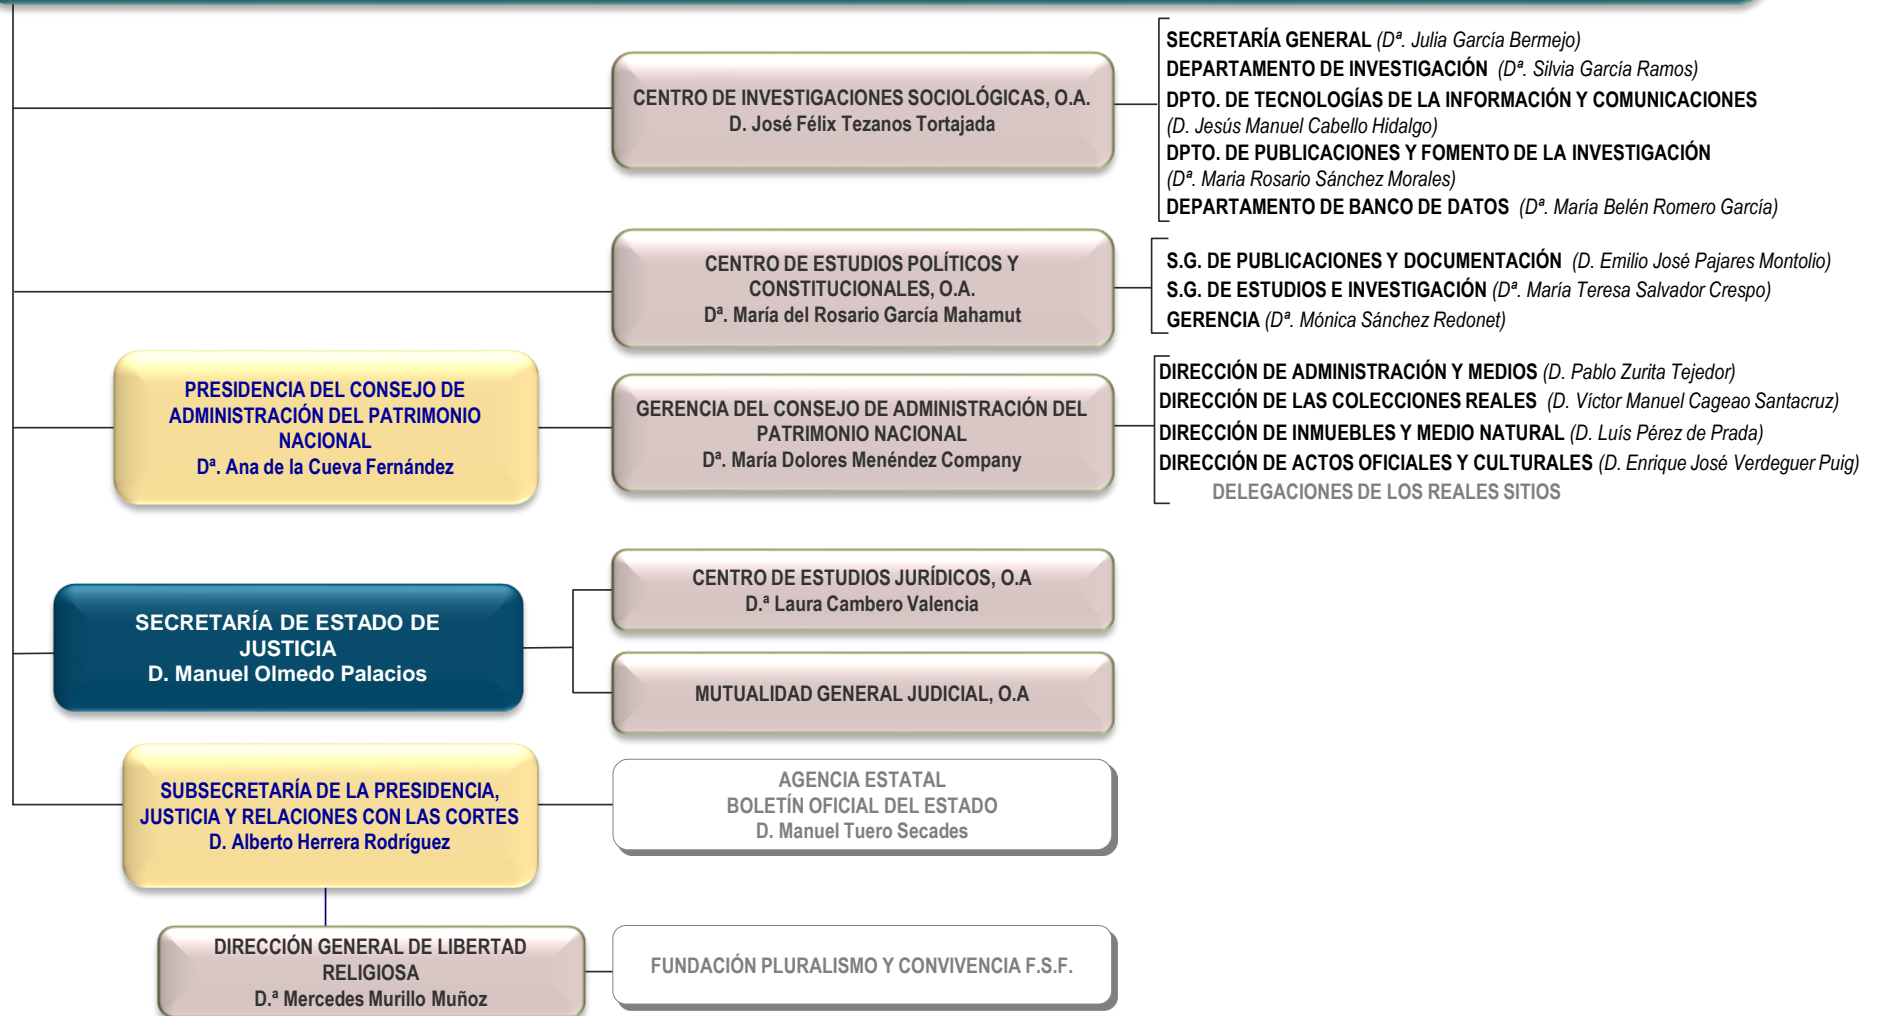 CENTRO DE INVESTIGACIONES SOCIOLÓGICAS, O.A.
D. José Félix Tezanos Tortajada
SECRETARÍA GENERAL (Dª. Julia García Bermejo)
DEPARTAMENTO DE INVESTIGACIÓN (Dª. Silvia García Ramos)
DPTO. DE TECNOLOGÍAS DE LA INFORMACIÓN Y COMUNICACIONES
(D. Jesús Manuel Cabello Hidalgo)
DPTO. DE PUBLICACIONES Y FOMENTO DE LA INVESTIGACIÓN
(Dª. Maria Rosario Sánchez Morales)
DEPARTAMENTO DE BANCO DE DATOS (Dª. María Belén Romero García)
CENTRO DE ESTUDIOS POLÍTICOS Y
CONSTITUCIONALES, O.A.
Dª. María del Rosario García Mahamut
S.G. DE PUBLICACIONES Y DOCUMENTACIÓN (D. Emilio José Pajares Montolio)
S.G. DE ESTUDIOS E INVESTIGACIÓN (Dª. María Teresa Salvador Crespo)
GERENCIA (Dª. Mónica Sánchez Redonet)
PRESIDENCIA DEL CONSEJO DE
ADMINISTRACIÓN DEL PATRIMONIO
NACIONAL
Dª. Ana de la Cueva Fernández
GERENCIA DEL CONSEJO DE ADMINISTRACIÓN DEL
PATRIMONIO NACIONAL
Dª. María Dolores Menéndez Company
DIRECCIÓN DE ADMINISTRACIÓN Y MEDIOS (D. Pablo Zurita Tejedor)
DIRECCIÓN DE LAS COLECCIONES REALES (D. Víctor Manuel Cageao Santacruz)
DIRECCIÓN DE INMUEBLES Y MEDIO NATURAL (D. Luís Pérez de Prada)
DIRECCIÓN DE ACTOS OFICIALES Y CULTURALES (D. Enrique José Verdeguer Puig)
DELEGACIONES DE LOS REALES SITIOS
SECRETARÍA DE ESTADO DE
JUSTICIA
D. Manuel Olmedo Palacios
CENTRO DE ESTUDIOS JURÍDICOS, O.A
D.ª Laura Cambero Valencia
MUTUALIDAD GENERAL JUDICIAL, O.A
SUBSECRETARÍA DE LA PRESIDENCIA,
JUSTICIA Y RELACIONES CON LAS CORTES
D. Alberto Herrera Rodríguez
AGENCIA ESTATAL
BOLETÍN OFICIAL DEL ESTADO
D. Manuel Tuero Secades
DIRECCIÓN GENERAL DE LIBERTAD
RELIGIOSA
D.ª Mercedes Murillo Muñoz
FUNDACIÓN PLURALISMO Y CONVIVENCIA F.S.F.